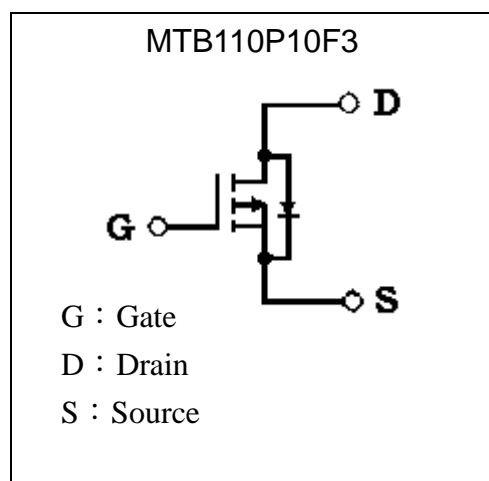 MTB110P10F3
D
G
S
G：Gate
D：Drain
S：Source